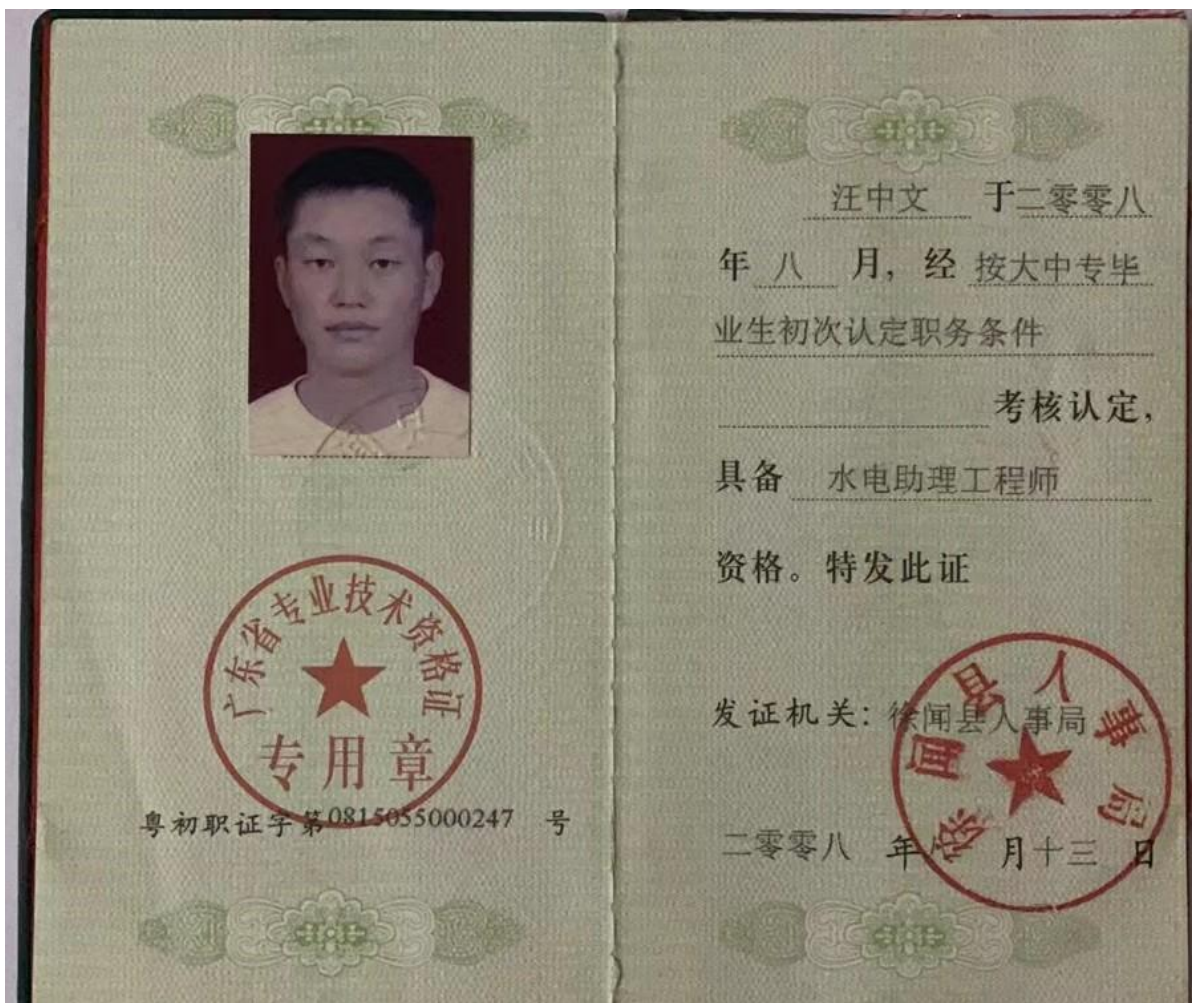 广东省专业技术资格证
专用章
粤初职证字第0815055000247 号
汪中文 于二零零八
年 八 月，经 按大中专毕
业生初次认定职务条件
考核认定，
具备 水电助理工程师
资格。特发此证
发证机关：徐闻县人事局
徐闻县人事局
二零零八 年 月十三 日